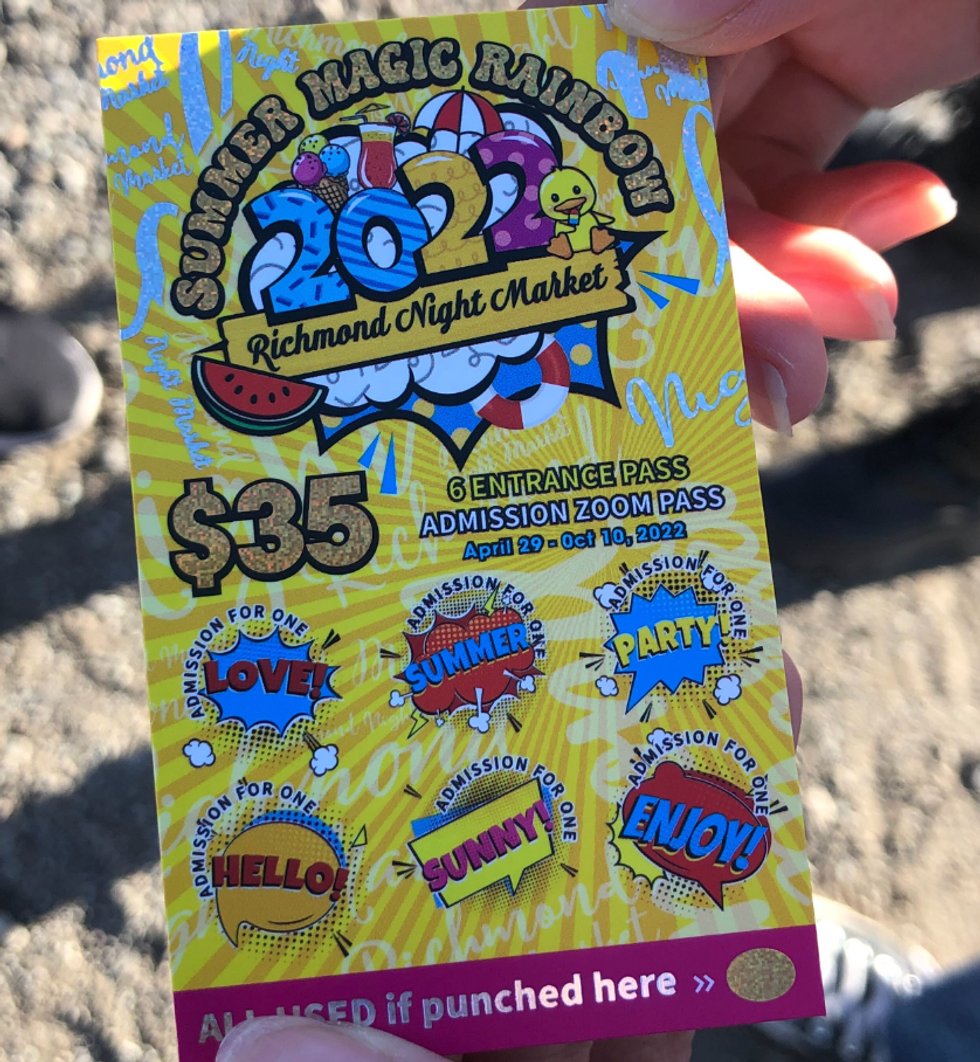 SUMMER MAGIC RAINBOW
2022
Richmond Night Market
$35
6 ENTRANCE PASS
ADMISSION ZOOM PASS
April 29 - Oct 10, 2022
ADMISSION FOR ONE
LOVE!
ADMISSION FOR ONE
SUMMER
ADMISSION FOR ONE
PARTY!
ADMISSION FOR ONE
HELLO!
ADMISSION FOR ONE
SUNNY!
ADMISSION FOR ONE
ENJOY!
ALL USED if punched here »